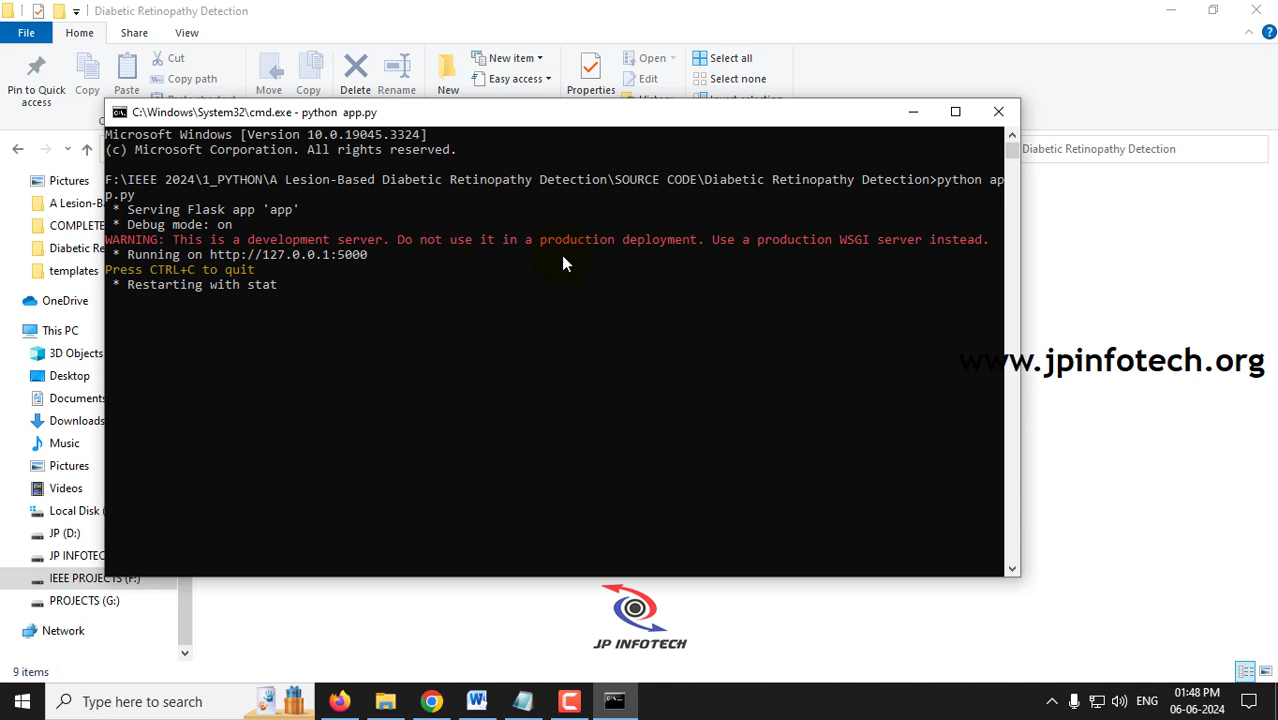 Diabetic Retinopathy Detection
File
Home
Share
View
Pin to Quick access
Copy
Paste
Cut
Copy path
Move
Copy
Delete
Rename
New
New item
Easy access
Properties
Open
Edit
Select all
Select none
C:\Windows\System32\cmd.exe - python app.py
Diabetic Retinopathy Detection
Microsoft Windows [Version 10.0.19045.3324]
(c) Microsoft Corporation. All rights reserved.
F:\IEEE 2024\1_PYTHON\A Lesion-Based Diabetic Retinopathy Detection\SOURCE CODE\Diabetic Retinopathy Detection>python ap
p.py
* Serving Flask app 'app'
* Debug mode: on
WARNING: This is a development server. Do not use it in a production deployment. Use a production WSGI server instead.
* Running on http://127.0.0.1:5000
Press CTRL+C to quit
* Restarting with stat
Pictures
A Lesion-Ba
COMPLETE
Diabetic Re
templates
OneDrive
This PC
3D Objects
Desktop
Documents
Downloads
Music
Pictures
Videos
Local Disk
JP (D:)
JP INFOTEC
IEEE PROJECTS (F:)
PROJECTS (G:)
Network
www.jpinfotech.org
JP INFOTECH
9 items
Type here to search
ENG
01:48 PM
06-06-2024